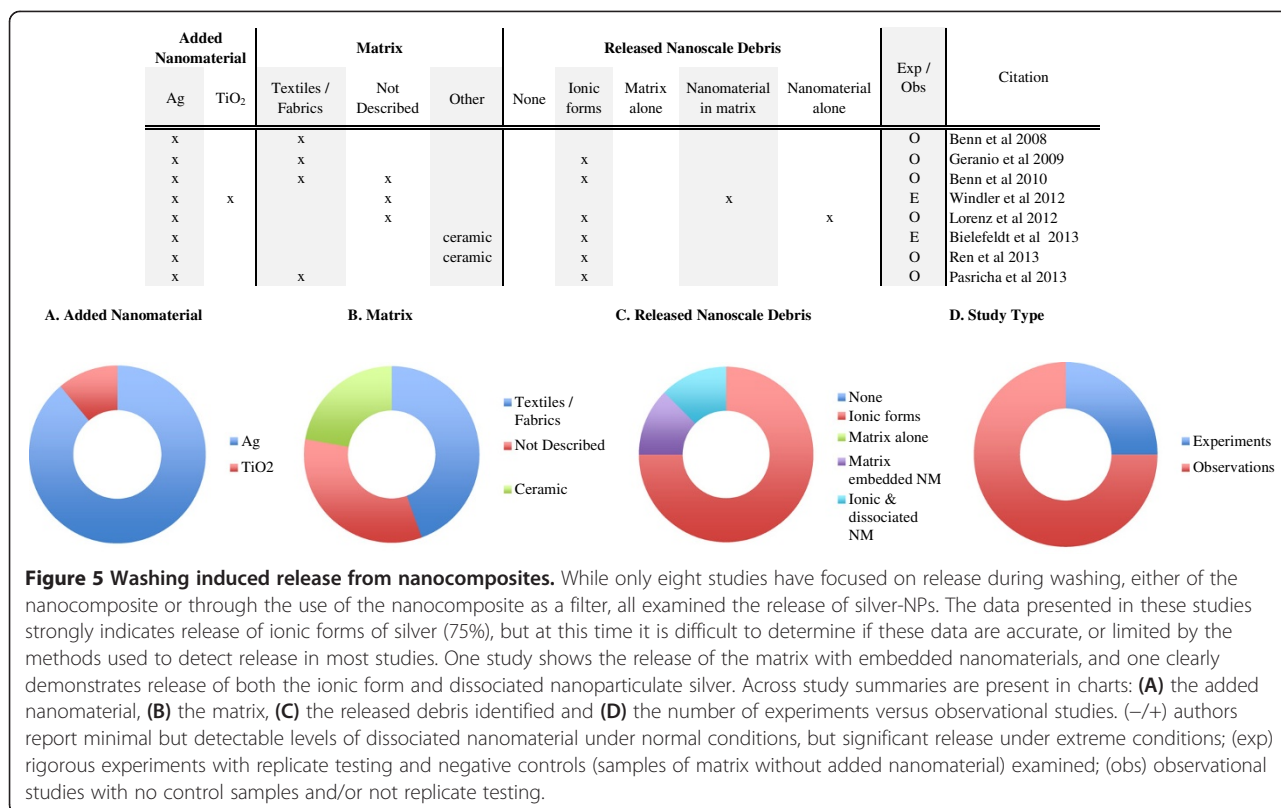 Added Nanomaterial Matrix Released Nanoscale Debris Exp / Obs Citation
Ag TiO2 Textiles / Fabrics Not Described Other None Ionic forms Matrix alone Nanomaterial in matrix Nanomaterial alone
x x O Benn et al 2008
x x x O Geranio et al 2009
x x x x O Benn et al 2010
x x x x E Windler et al 2012
x x x x O Lorenz et al 2012
x ceramic x E Bielefeldt et al 2013
x ceramic x O Ren et al 2013
x x x O Pasricha et al 2013
A. Added Nanomaterial B. Matrix C. Released Nanoscale Debris D. Study Type
Ag
TiO2
Textiles /
Fabrics
Not Described
Ceramic
None
Ionic forms
Matrix alone
Matrix
embedded NM
Ionic &
dissociated
NM
Experiments
Observations
Figure 5 Washing induced release from nanocomposites. While only eight studies have focused on release during washing, either of the
nanocomposite or through the use of the nanocomposite as a filter, all examined the release of silver-NPs. The data presented in these studies
strongly indicates release of ionic forms of silver (75%), but at this time it is difficult to determine if these data are accurate, or limited by the
methods used to detect release in most studies. One study shows the release of the matrix with embedded nanomaterials, and one clearly
demonstrates release of both the ionic form and dissociated nanoparticulate silver. Across study summaries are present in charts: (A) the added
nanomaterial, (B) the matrix, (C) the released debris identified and (D) the number of experiments versus observational studies. (−/+) authors
report minimal but detectable levels of dissociated nanomaterial under normal conditions, but significant release under extreme conditions; (exp)
rigorous experiments with replicate testing and negative controls (samples of matrix without added nanomaterial) examined; (obs) observational
studies with no control samples and/or not replicate testing.